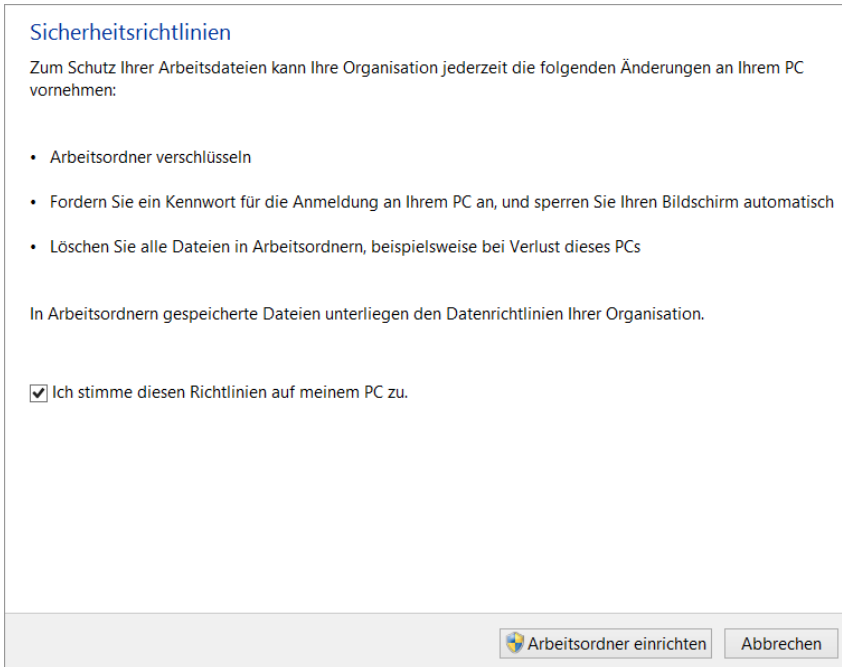 Sicherheitsrichtlinien
Zum Schutz Ihrer Arbeitsdateien kann Ihre Organisation jederzeit die folgenden Änderungen an Ihrem PC
vornehmen:
• Arbeitsordner verschlüsseln
• Fordern Sie ein Kennwort für die Anmeldung an Ihrem PC an, und sperren Sie Ihren Bildschirm automatisch
• Löschen Sie alle Dateien in Arbeitsordnern, beispielsweise bei Verlust dieses PCs
In Arbeitsordnern gespeicherte Dateien unterliegen den Datenrichtlinien Ihrer Organisation.
Ich stimme diesen Richtlinien auf meinem PC zu.
Arbeitsordner einrichten Abbrechen